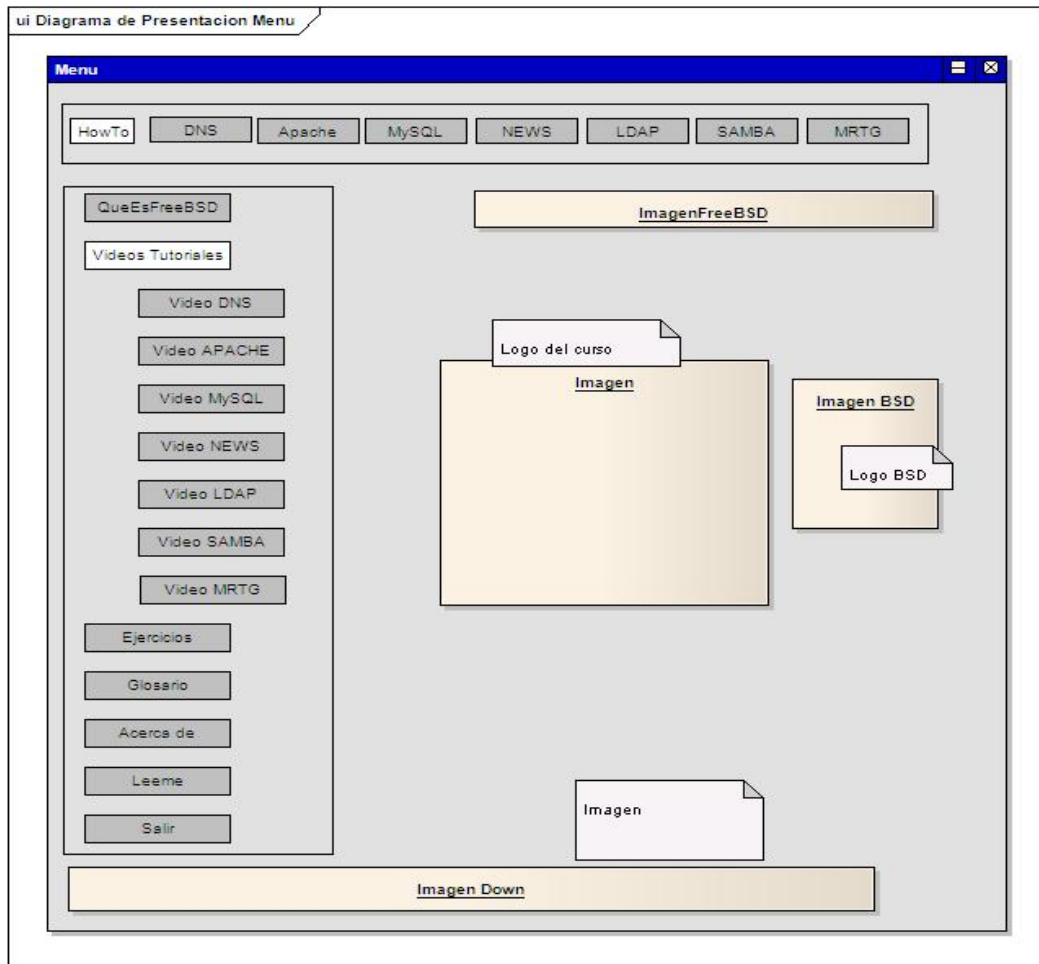 ui Diagrama de Presentacion Menu
Menu
HowTo DNS Apache MySQL NEWS LDAP SAMBA MRTG
QueEsFreeBSD
Videos Tutoriales
Video DNS
Video APACHE
Video MySQL
Video NEWS
Video LDAP
Video SAMBA
Video MRTG
Ejercicios
Glosario
Acerca de
Leeme
Salir
ImagenFreeBSD
Logo del curso
Imagen
Imagen BSD
Logo BSD
Imagen
Imagen Down